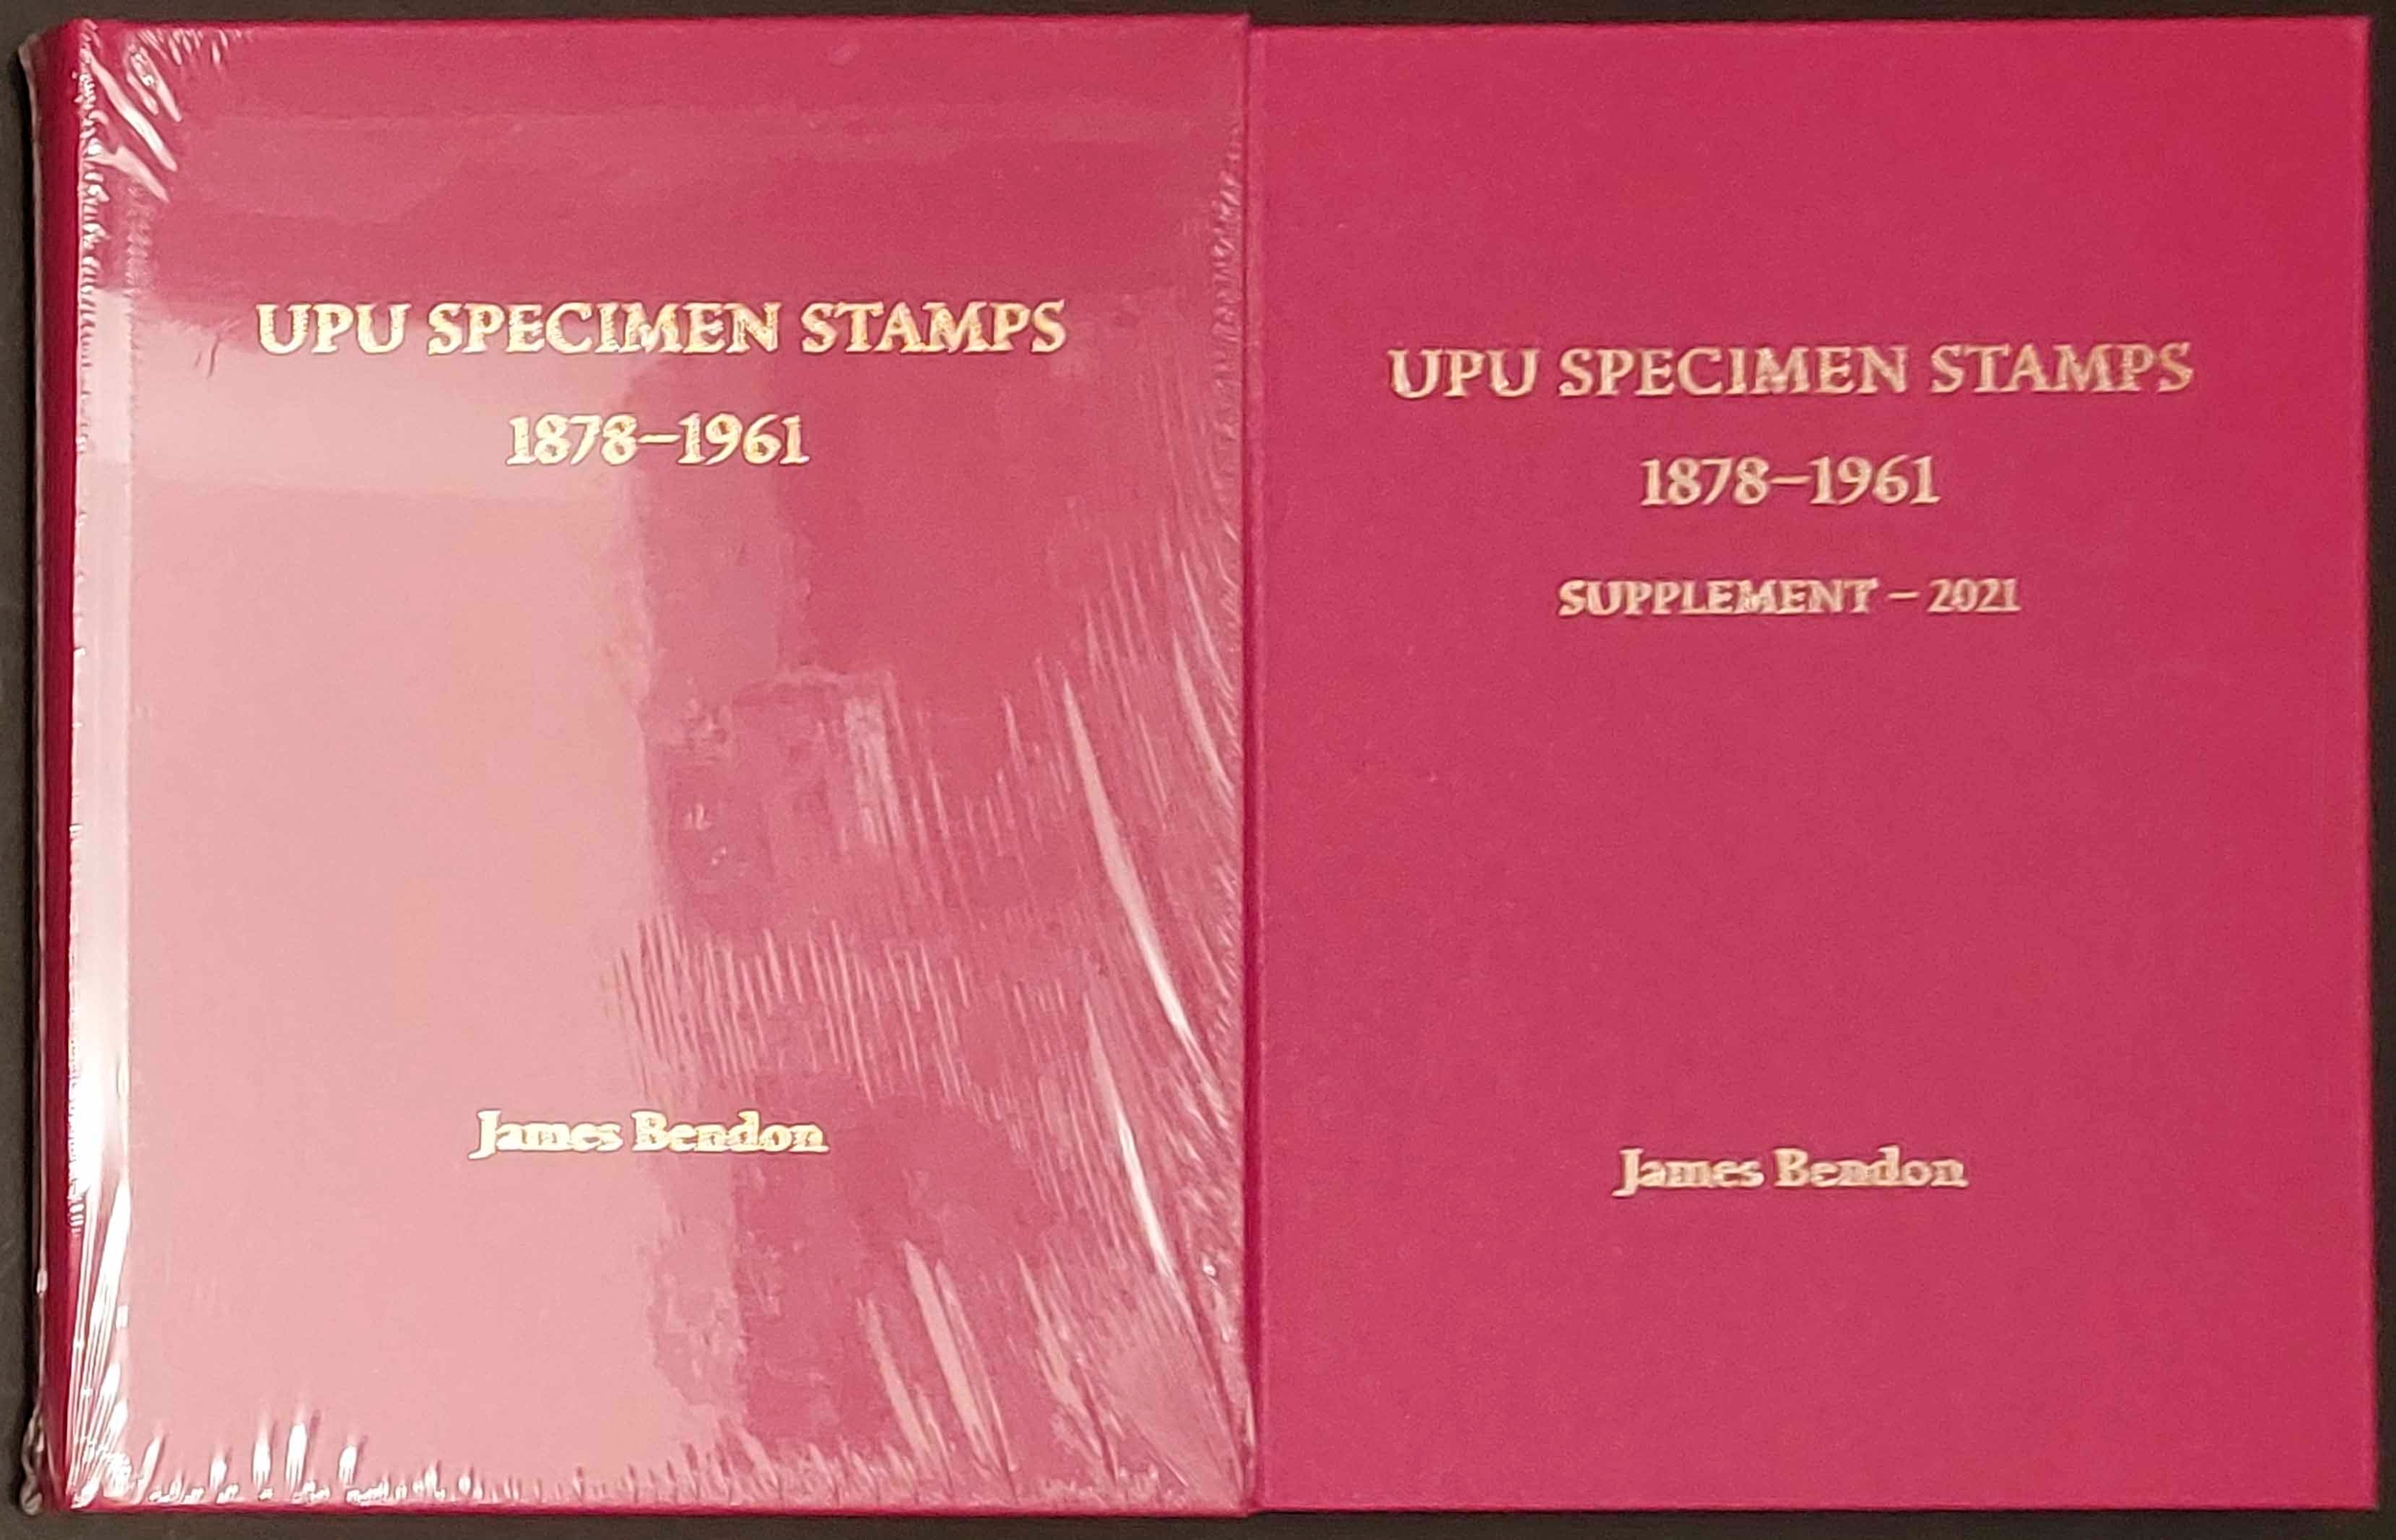 UPU SPECIMEN STAMPS
1878–1961
James Bendon
UPU SPECIMEN STAMPS
1878–1961
SUPPLEMENT – 2021
James Bendon